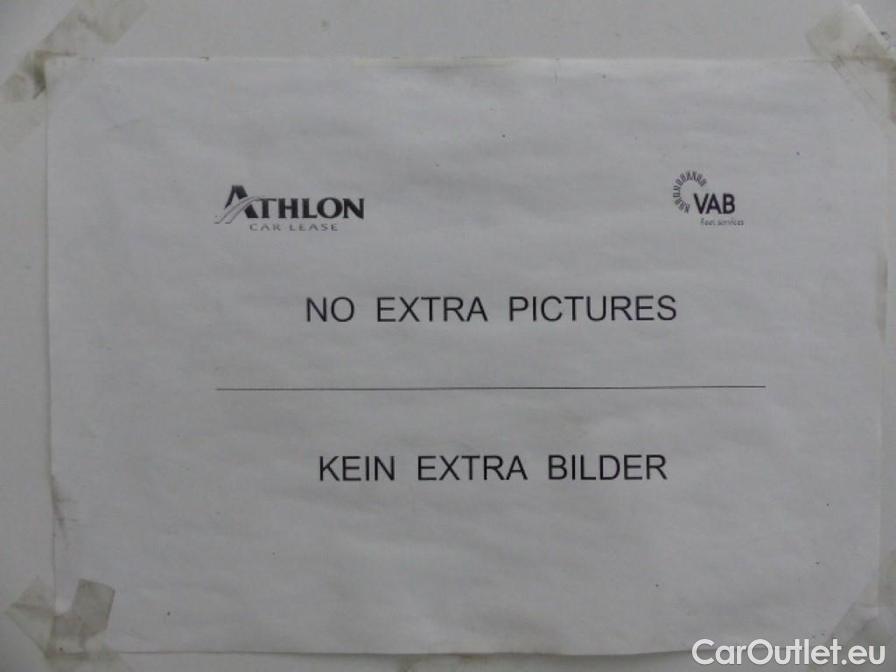 ATHLON
CAR LEASE
VAB
fleet services
NO EXTRA PICTURES
KEIN EXTRA BILDER
CarOutlet.eu